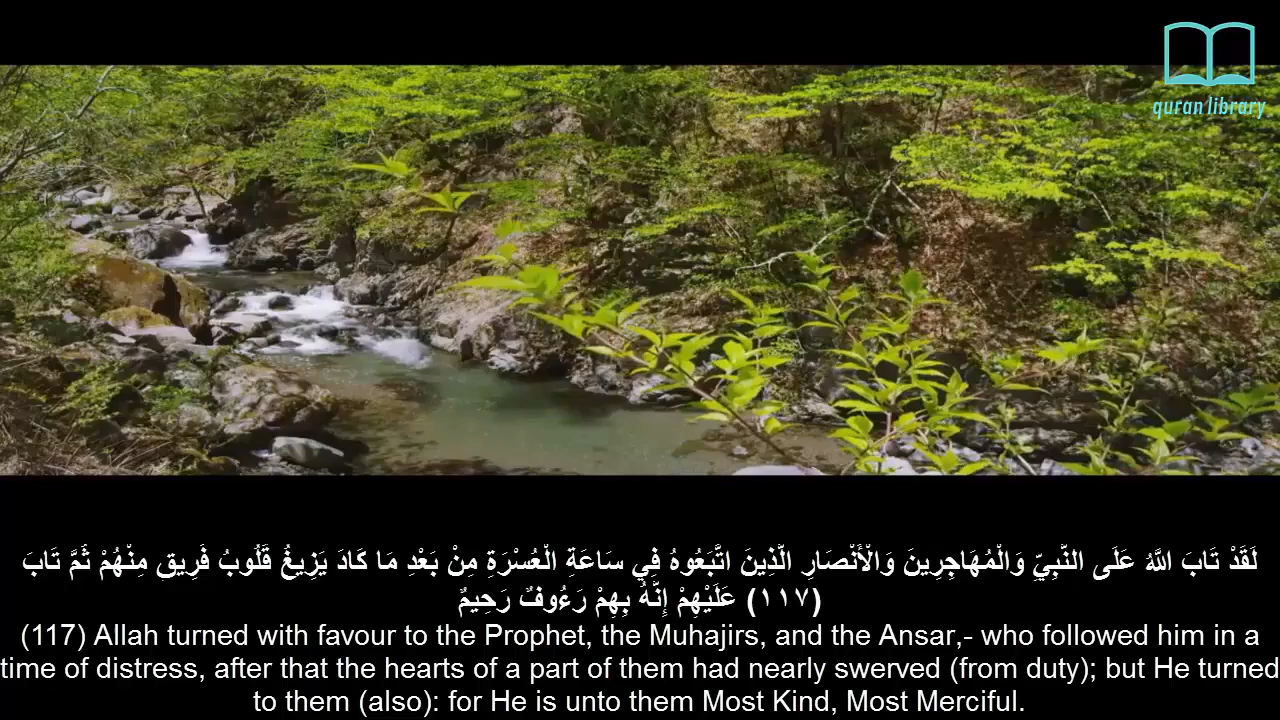 quran library
لَقَدْ تَابَ اللَّهُ عَلَى النَّبِيِّ وَالْمُهَاجِرِينَ وَالْأَنْصَارِ الَّذِينَ اتَّبَعُوهُ فِي سَاعَةِ الْعُسْرَةِ مِنْ بَعْدِ مَا كَادَ يَزِيغُ قُلُوبُ فَرِيقٍ مِنْهُمْ ثُمَّ تَابَ
عَلَيْهِمْ إِنَّهُ بِهِمْ رَءُوفٌ رَحِيمٌ (١١٧)
(117) Allah turned with favour to the Prophet, the Muhajirs, and the Ansar,- who followed him in a
time of distress, after that the hearts of a part of them had nearly swerved (from duty); but He turned
to them (also): for He is unto them Most Kind, Most Merciful.